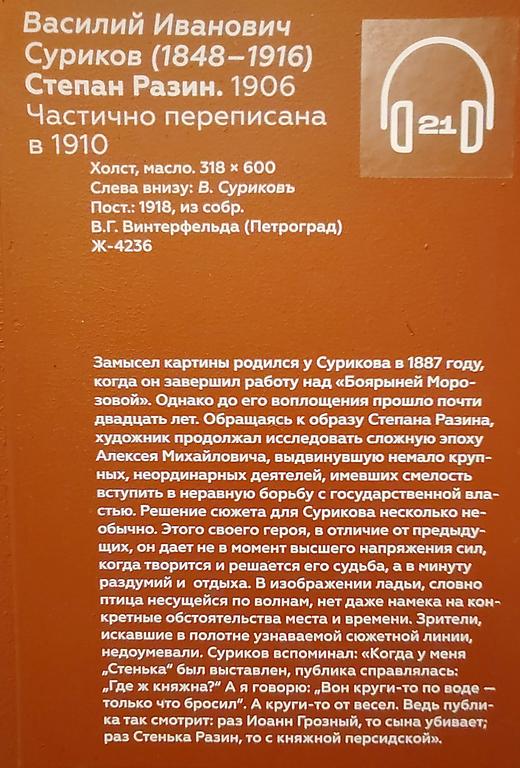 Василий Иванович
Суриков (1848–1916)
Степан Разин. 1906
Частично переписана
в 1910
21
Холст, масло. 318 × 600
Слева внизу: В. Суриковъ
Пост.: 1918, из собр.
В.Г. Винтерфельда (Петроград)
Ж-4236
Замысел картины родился у Сурикова в 1887 году,
когда он завершил работу над «Боярыней Моро-
зовой». Однако до его воплощения прошло почти
двадцать лет. Обращаясь к образу Степана Разина,
художник продолжал исследовать сложную эпоху
Алексея Михайловича, выдвинувшую немало круп-
ных, неординарных деятелей, имевших смелость
вступить в неравную борьбу с государственной вла-
стью. Решение сюжета для Сурикова несколько не-
обычно. Этого своего героя, в отличие от предыду-
щих, он дает не в момент высшего напряжения сил,
когда творится и решается его судьба, а в минуту
раздумий и отдыха. В изображении ладьи, словно
птица несущейся по волнам, нет даже намека на кон-
кретные обстоятельства места и времени. Зрители,
искавшие в полотне узнаваемой сюжетной линии,
недоумевали. Суриков вспоминал: «Когда у меня
„Стенька“ был выставлен, публика справлялась:
„Где ж княжна?“ А я говорю: „Вон круги-то по воде —
только что бросил“. А круги-то от весел. Ведь публи-
ка так смотрит: раз Иоанн Грозный, то сына убивает;
раз Стенька Разин, то с княжной персидской».